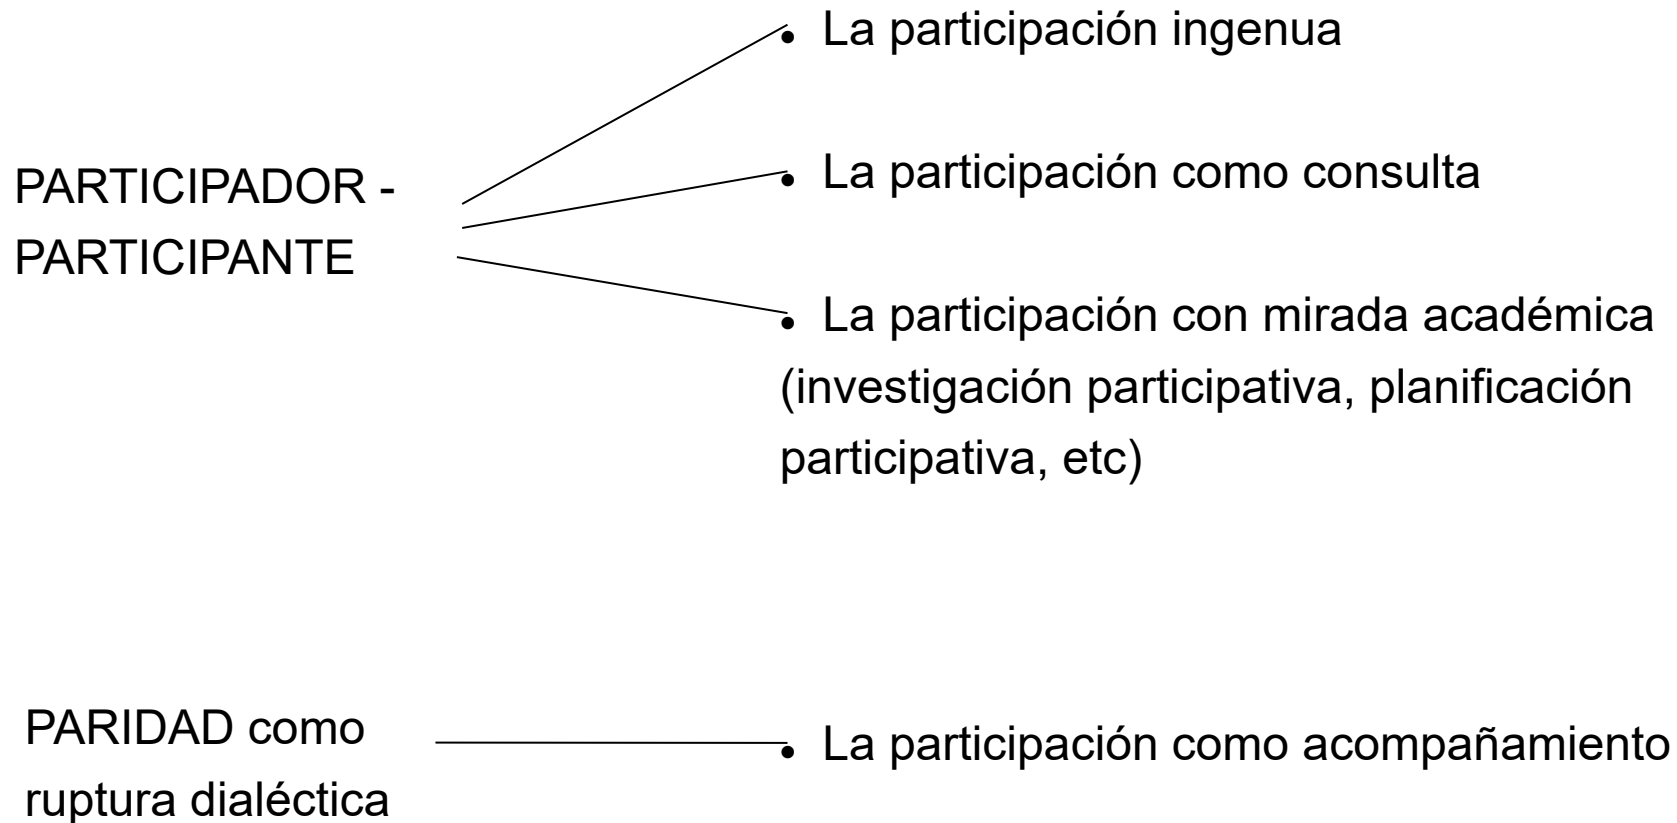 • La participación ingenua
PARTICIPADOR -
PARTICIPANTE
• La participación como consulta
• La participación con mirada académica
(investigación participativa, planificación
participativa, etc)
PARIDAD como
ruptura dialéctica
• La participación como acompañamiento